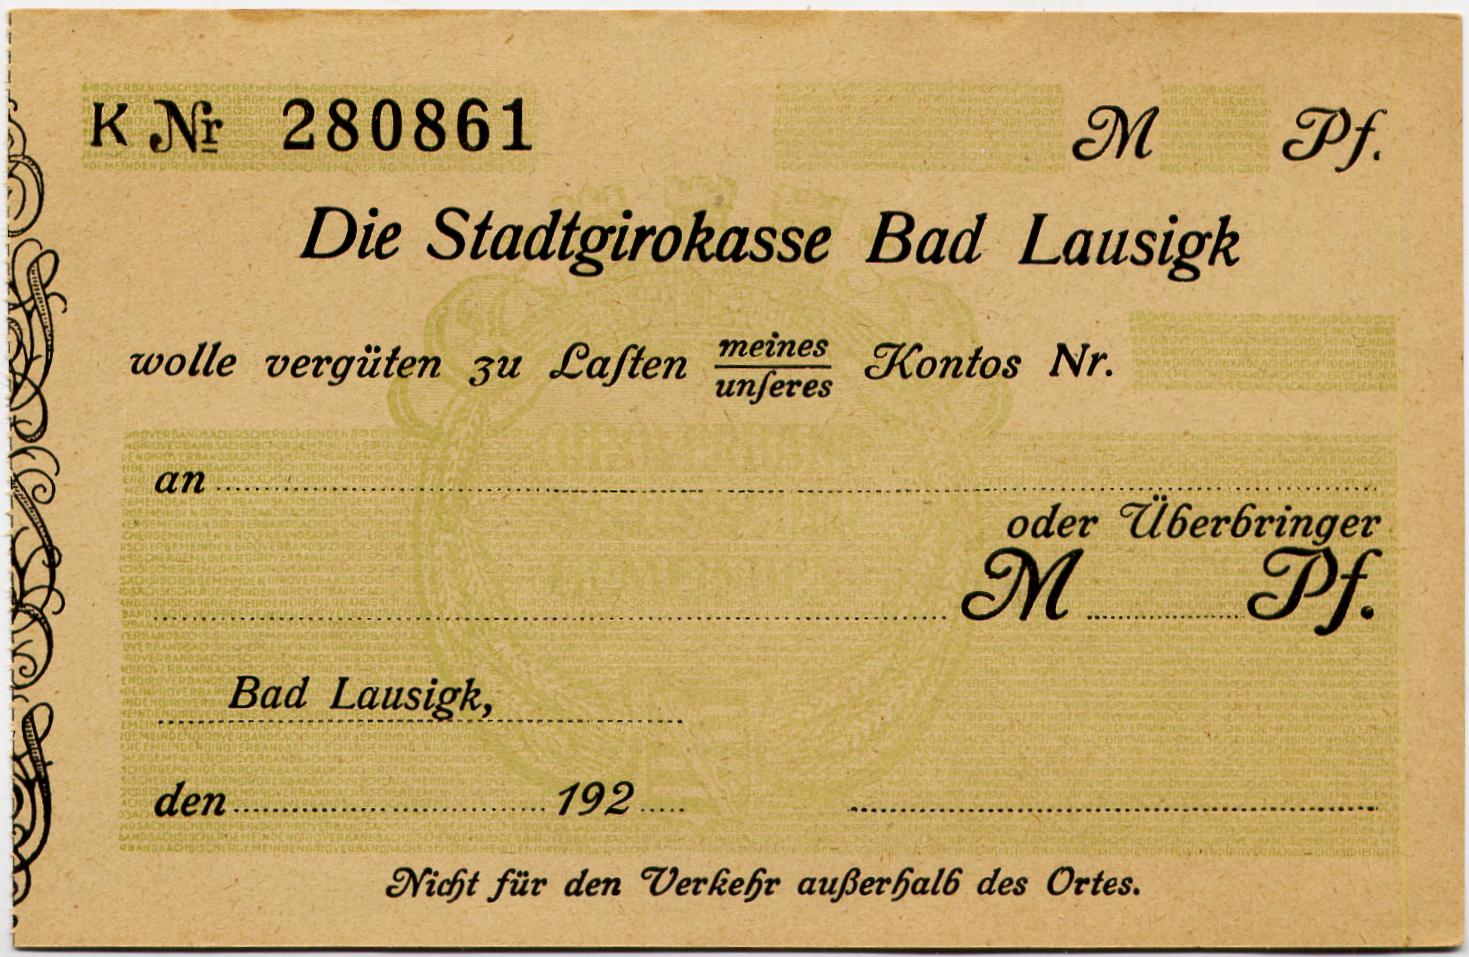 K Nr 280861 M Pf.
Die Stadtgirokasse Bad Lausigk
wolle vergüten zu Laſten meines Kontos Nr.
unſeres
an
oder Überbringer
M Pf.
Bad Lausigk,
den 192
Nicht für den Verkehr außerhalb des Ortes.